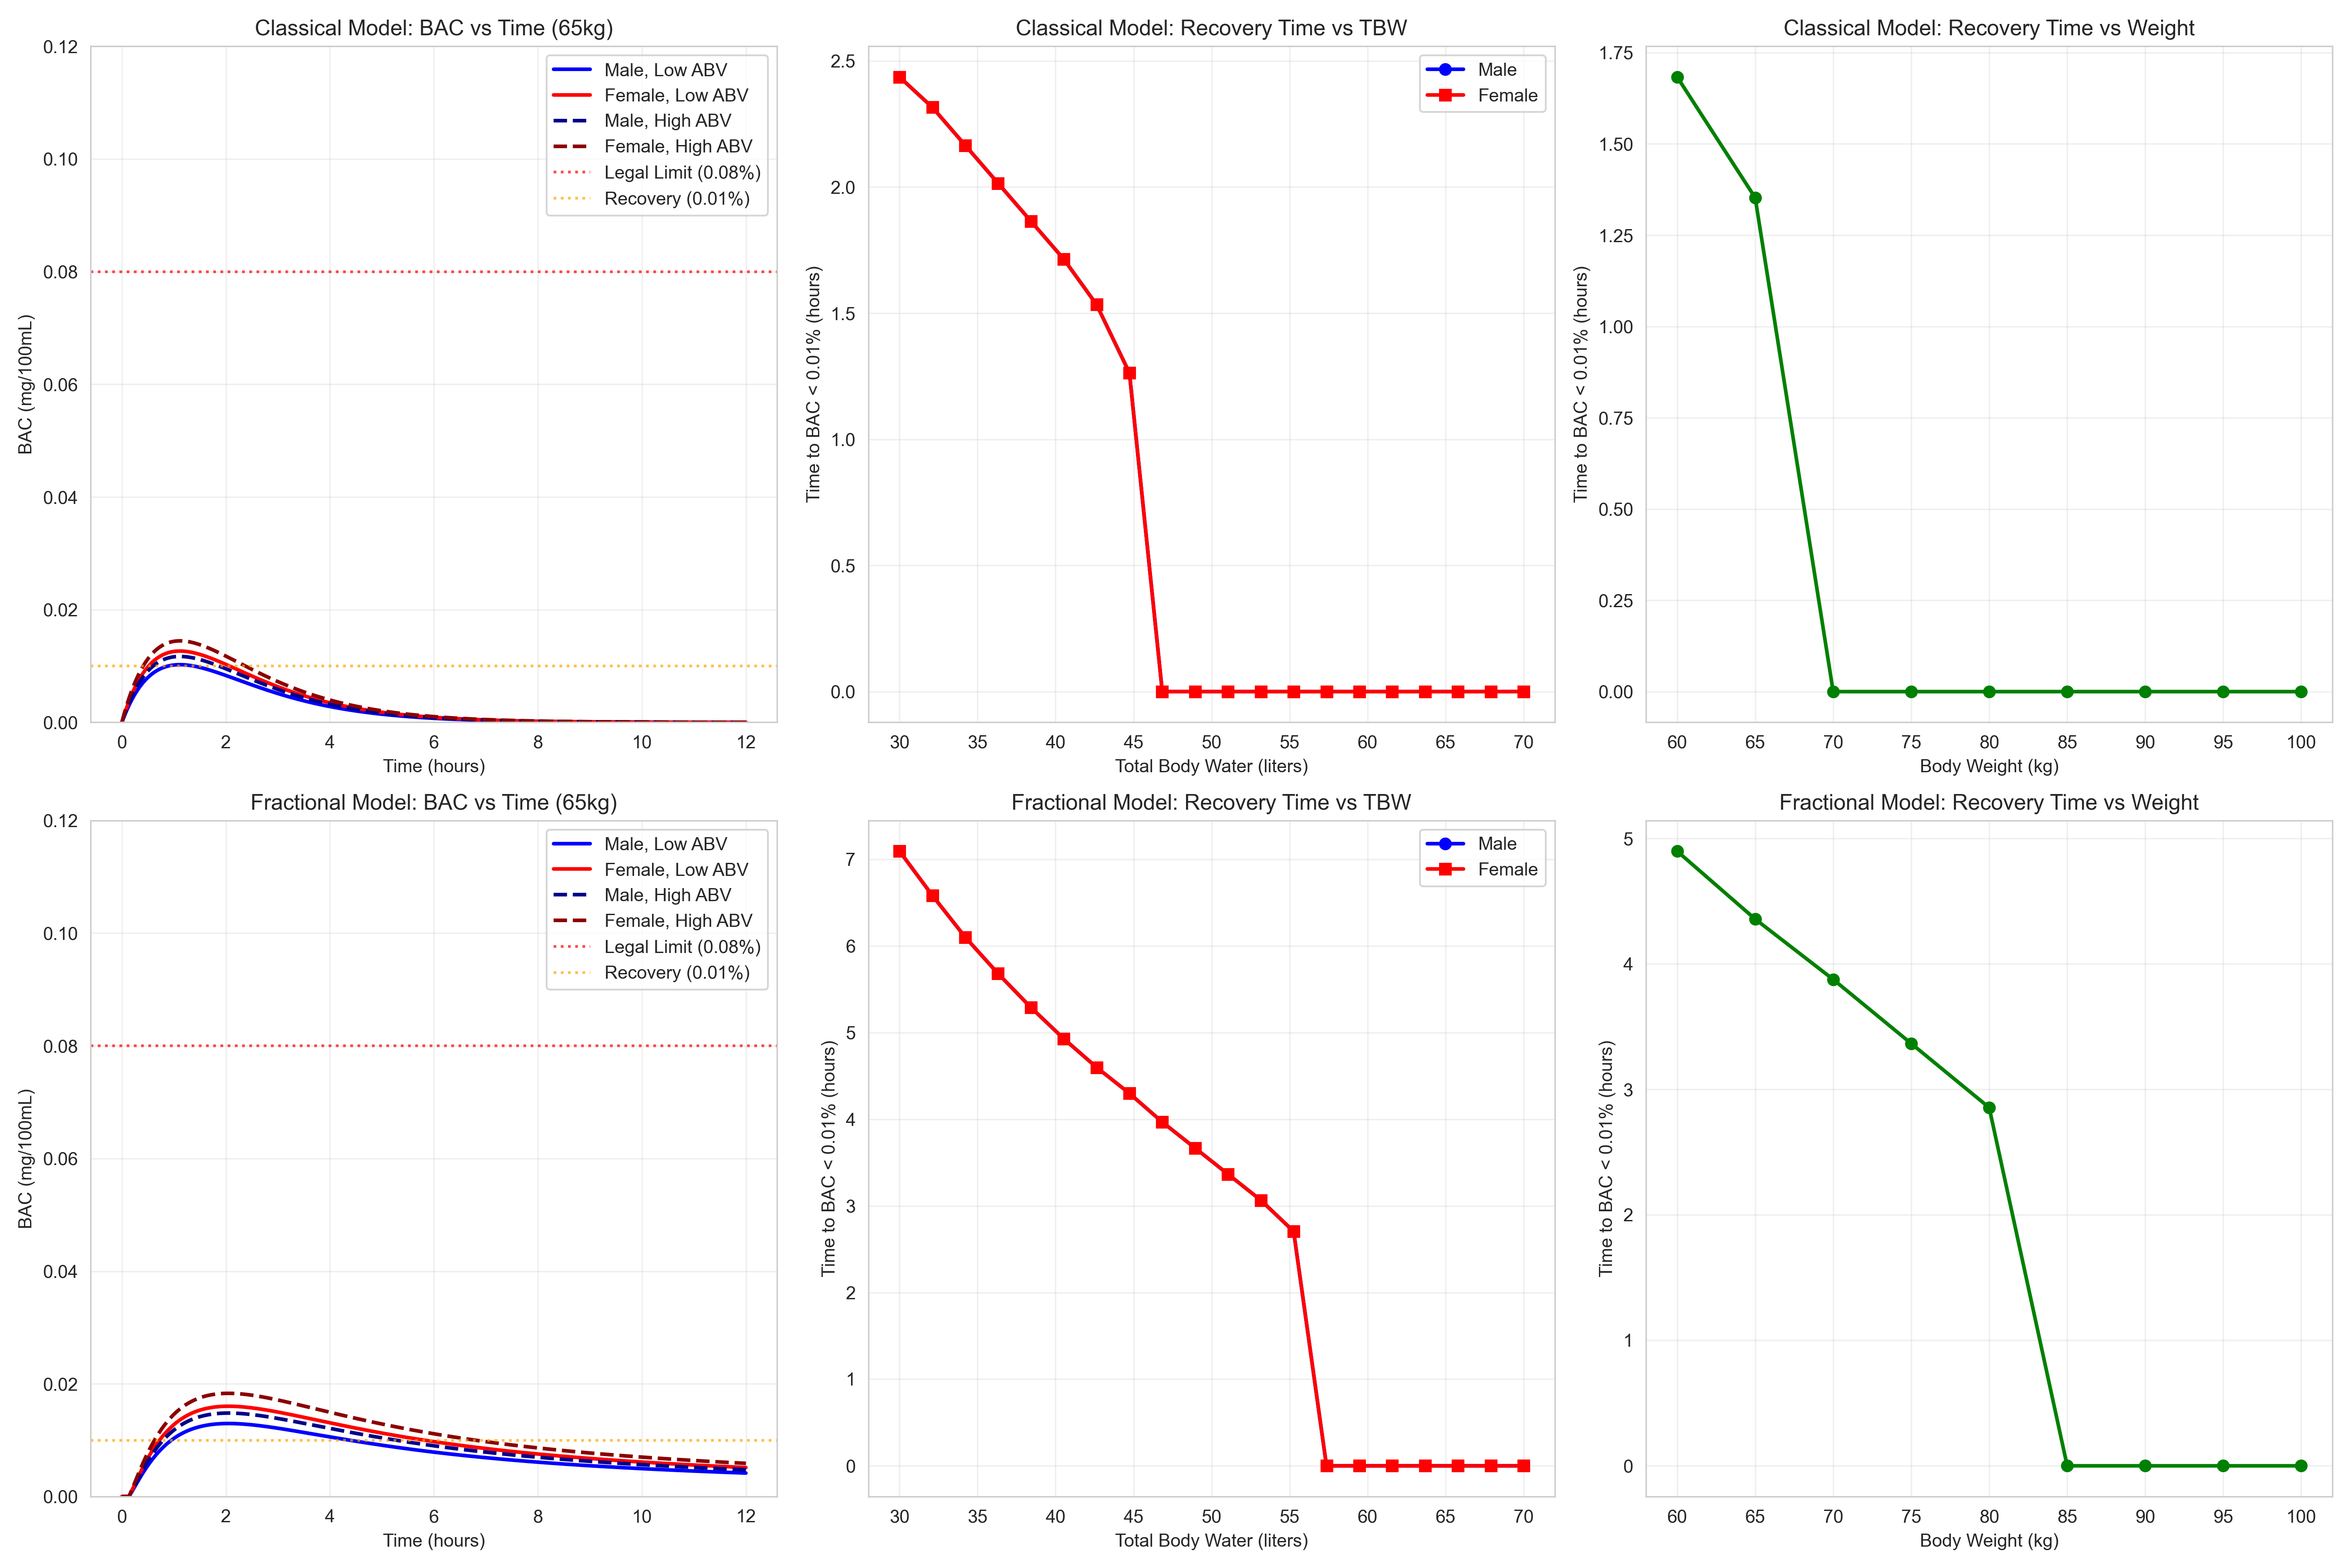 Classical Model: BAC vs Time (65kg)
BAC (mg/100mL)
0.12
0.10
0.08
0.06
0.04
0.02
0.00
Male, Low ABV
Female, Low ABV
Male, High ABV
Female, High ABV
Legal Limit (0.08%)
Recovery (0.01%)
0 2 4 6 8 10 12
Time (hours)
Classical Model: Recovery Time vs TBW
Time to BAC < 0.01% (hours)
2.5
2.0
1.5
1.0
0.5
0.0
Male
Female
30 35 40 45 50 55 60 65 70
Total Body Water (liters)
Classical Model: Recovery Time vs Weight
Time to BAC < 0.01% (hours)
1.75
1.50
1.25
1.00
0.75
0.50
0.25
0.00
60 65 70 75 80 85 90 95 100
Body Weight (kg)
Fractional Model: BAC vs Time (65kg)
BAC (mg/100mL)
0.12
0.10
0.08
0.06
0.04
0.02
0.00
Male, Low ABV
Female, Low ABV
Male, High ABV
Female, High ABV
Legal Limit (0.08%)
Recovery (0.01%)
0 2 4 6 8 10 12
Time (hours)
Fractional Model: Recovery Time vs TBW
Time to BAC < 0.01% (hours)
7
6
5
4
3
2
1
0
Male
Female
30 35 40 45 50 55 60 65 70
Total Body Water (liters)
Fractional Model: Recovery Time vs Weight
Time to BAC < 0.01% (hours)
5
4
3
2
1
0
60 65 70 75 80 85 90 95 100
Body Weight (kg)